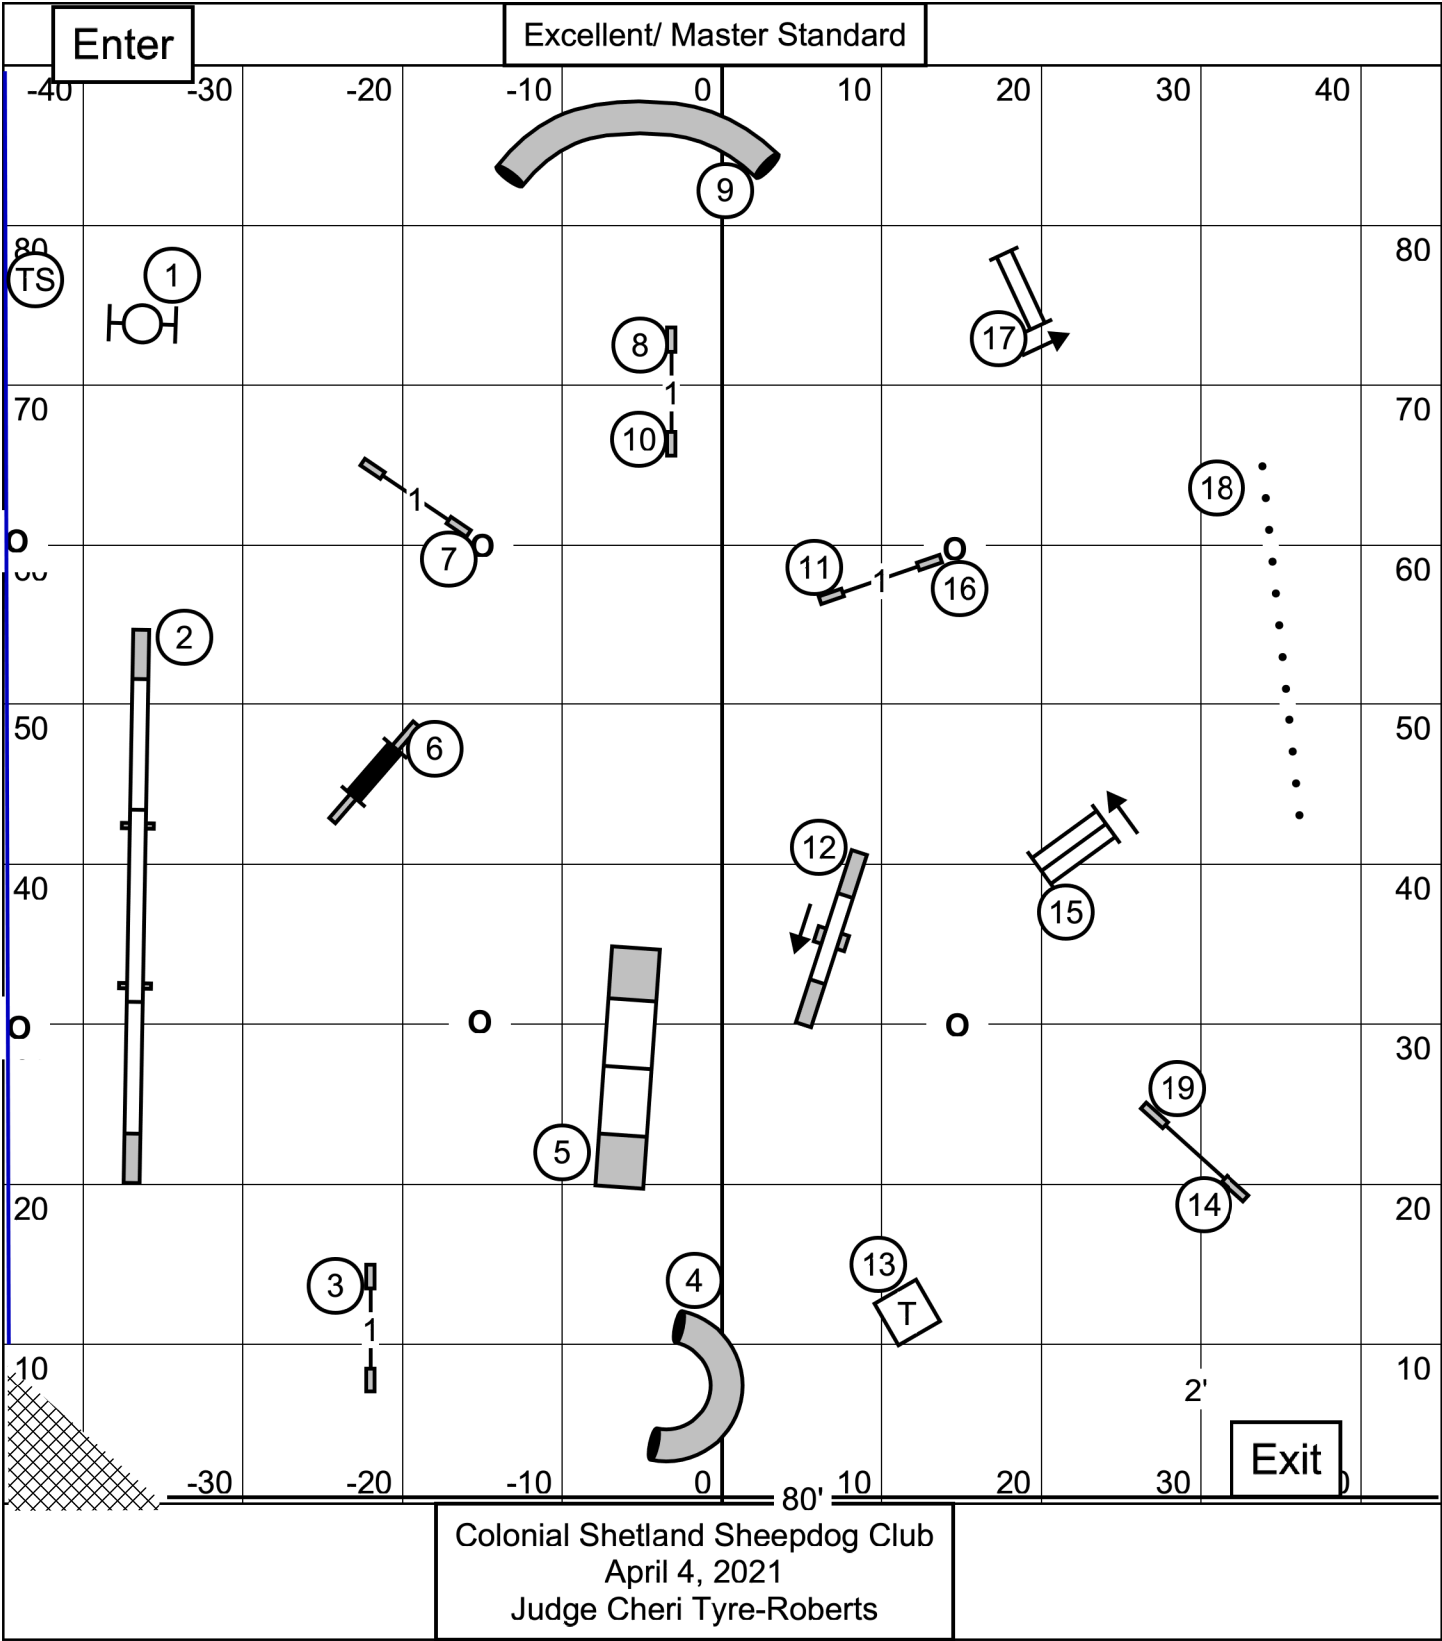 Enter
Excellent/ Master Standard
-40 -30 -20 -10 0 10 20 30 40
9
80 80
TS 1
8 17
1
70 70
10
18
1
O 7 O 11 1 O 16
60
2
50 50
6
12
40 40
15
O O O
30
19
5
14
20 20
3 4 13
1 T
10 10
2'
Exit
-30 -20 -10 0 10 20 30
80'
Colonial Shetland Sheepdog Club
April 4, 2021
Judge Cheri Tyre-Roberts